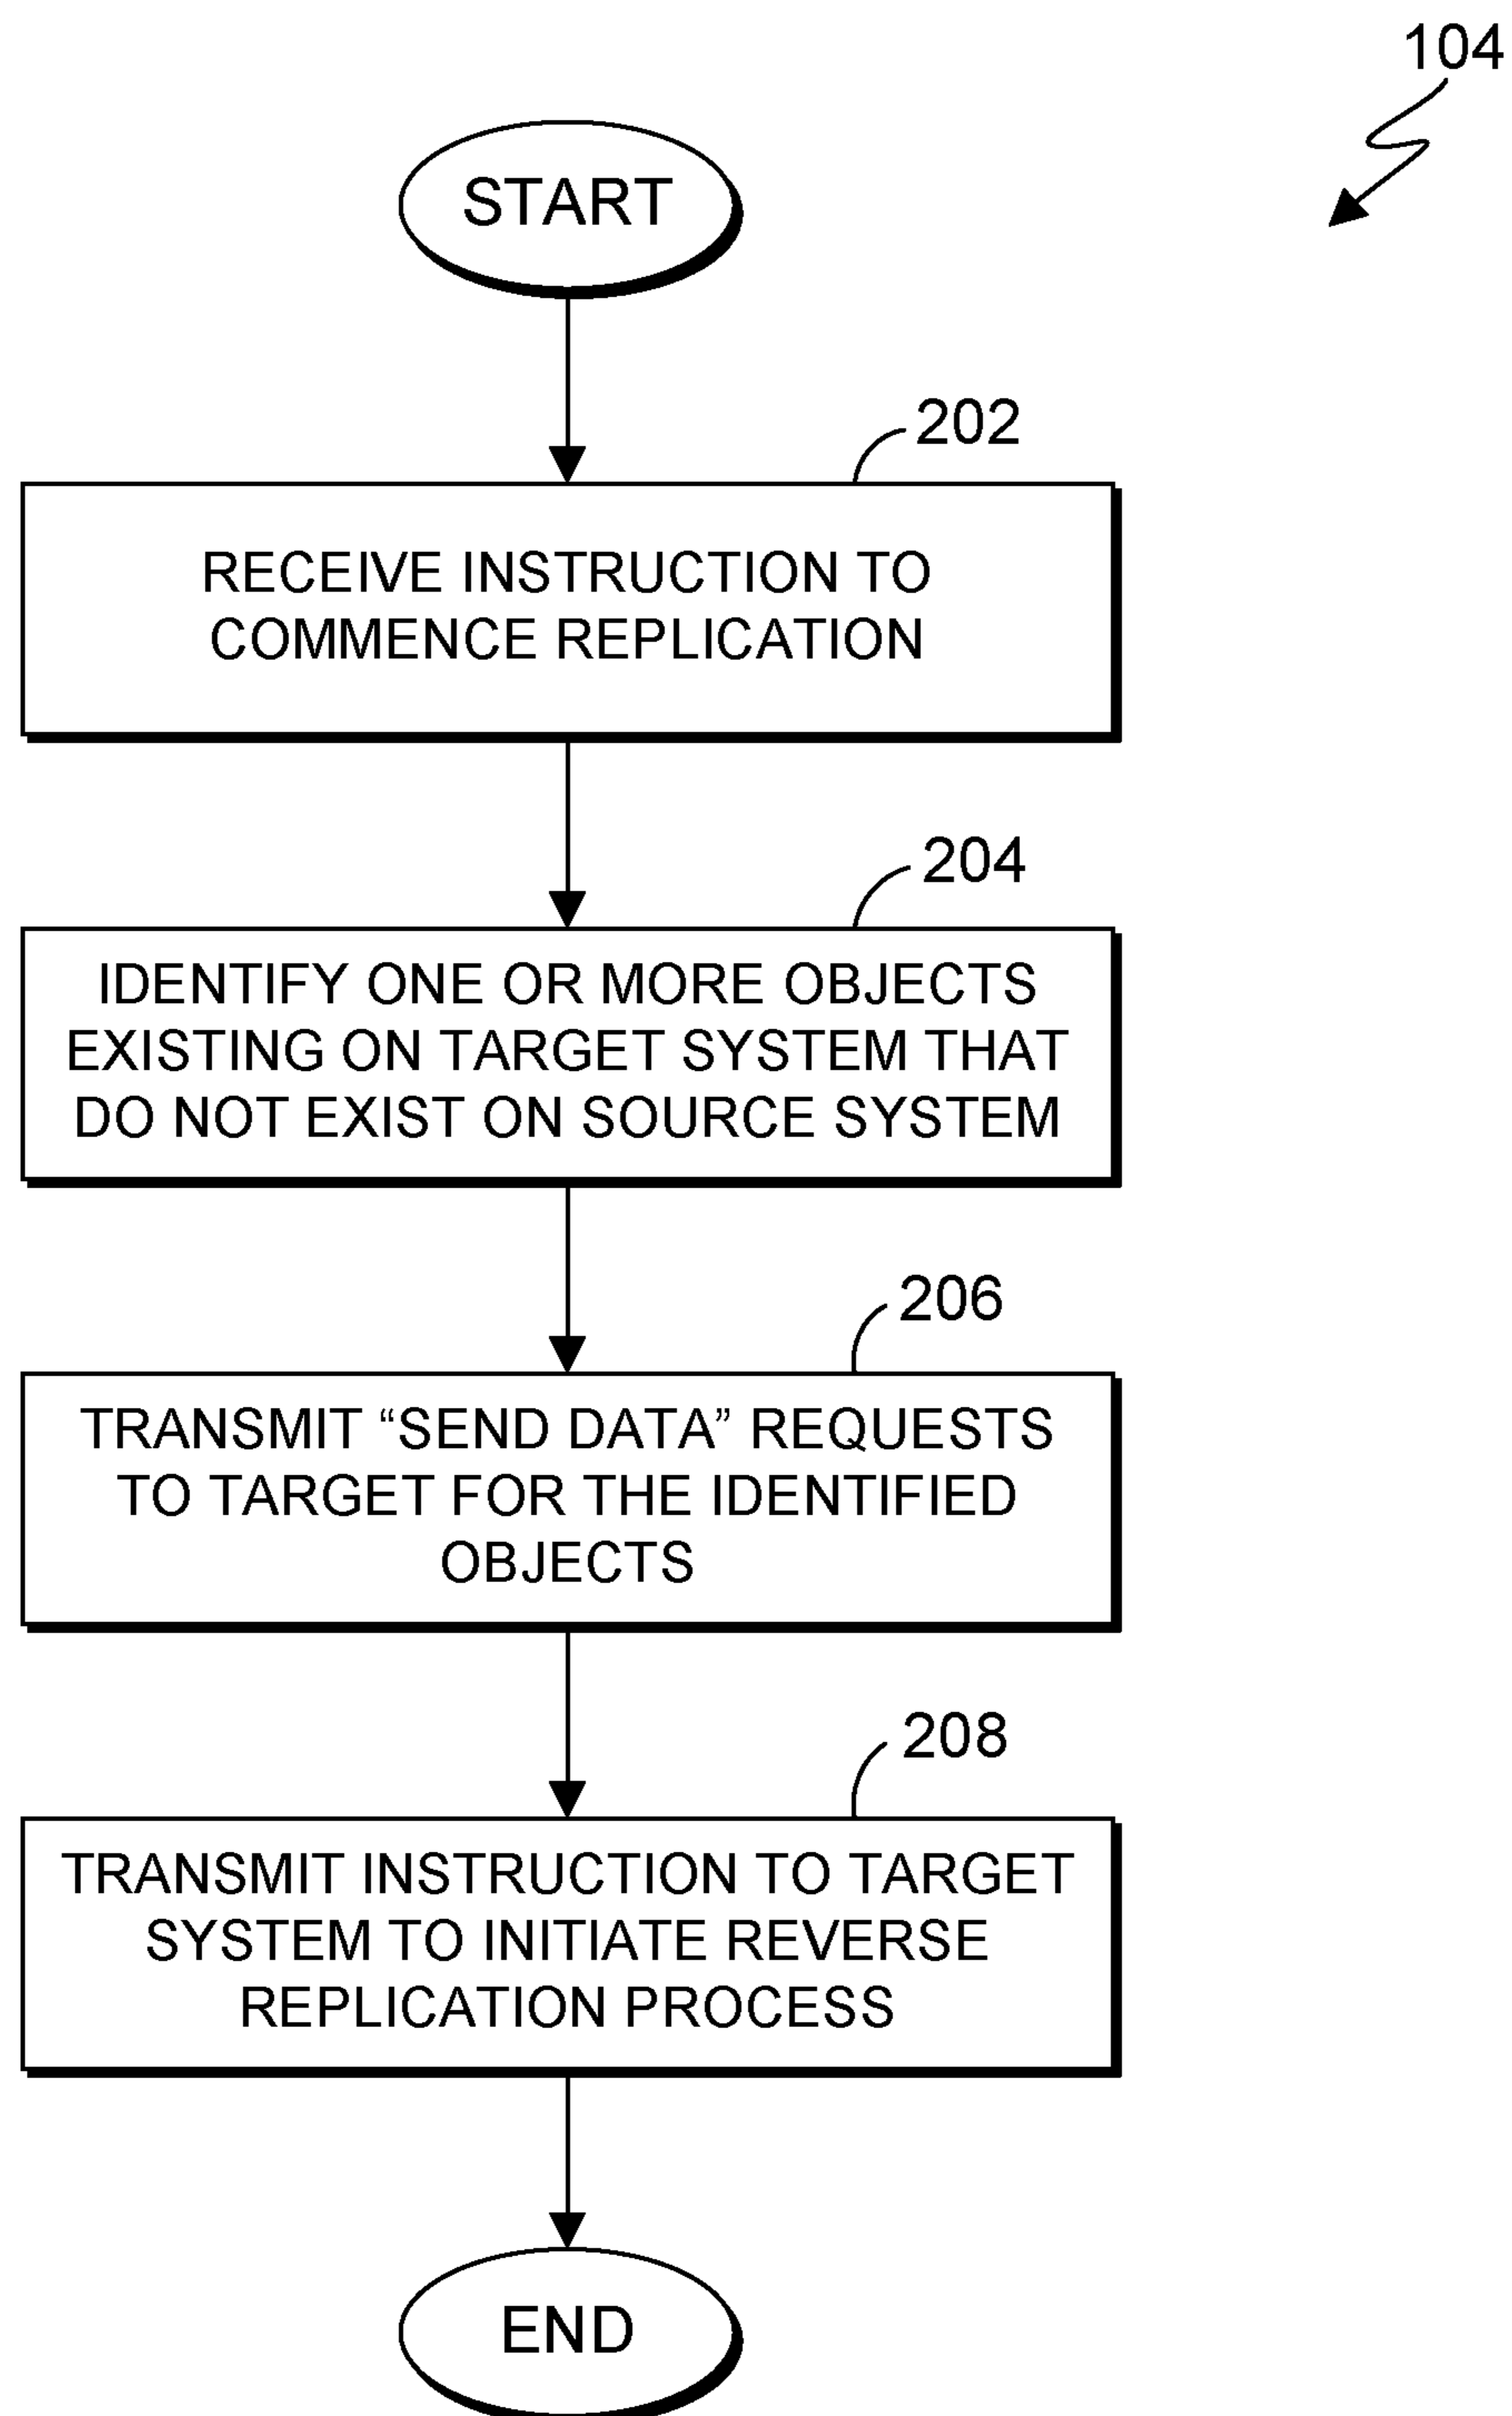 104
START
202
RECEIVE INSTRUCTION TO
COMMENCE REPLICATION
204
IDENTIFY ONE OR MORE OBJECTS
EXISTING ON TARGET SYSTEM THAT
DO NOT EXIST ON SOURCE SYSTEM
206
TRANSMIT “SEND DATA” REQUESTS
TO TARGET FOR THE IDENTIFIED
OBJECTS
208
TRANSMIT INSTRUCTION TO TARGET
SYSTEM TO INITIATE REVERSE
REPLICATION PROCESS
END